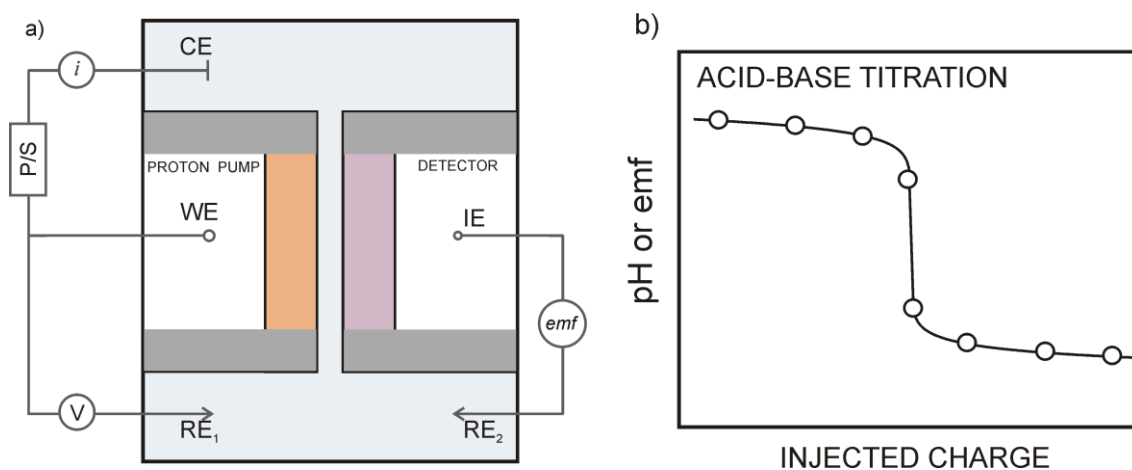 a)
CE
i
P/S
PROTON PUMP
DETECTOR
WE
IE
emf
V
RE1
RE2
b)
ACID-BASE TITRATION
pH or emf
INJECTED CHARGE